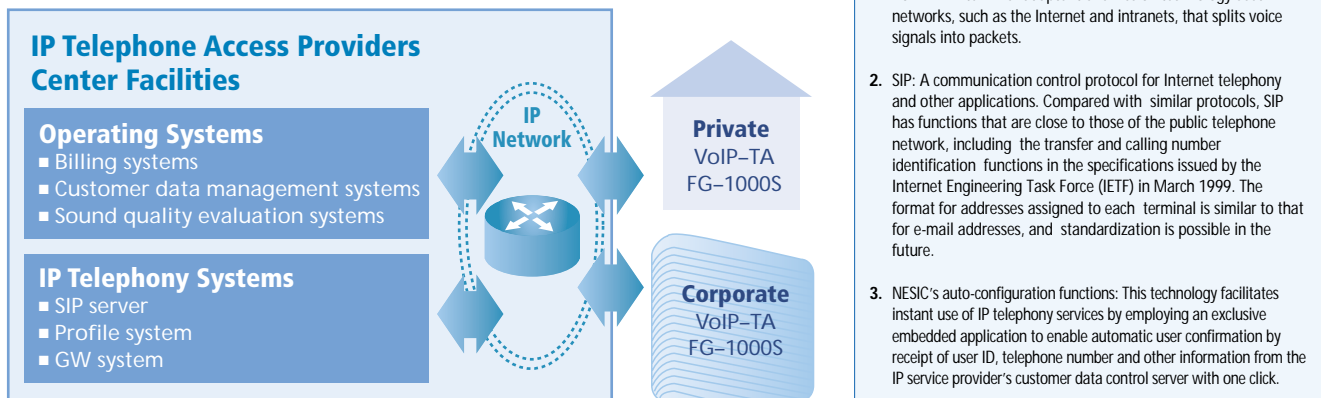 IP Telephone Access Providers
Center Facilities
Operating Systems
■ Billing systems
■ Customer data management systems
■ Sound quality evaluation systems
IP Telephony Systems
■ SIP server
■ Profile system
■ GW system
IP
Network
Private
VoIP–TA
FG–1000S
Corporate
VoIP–TA
FG–1000S
networks, such as the Internet and intranets, that splits voice
signals into packets.
2. SIP: A communication control protocol for Internet telephony
and other applications. Compared with similar protocols, SIP
has functions that are close to those of the public telephone
network, including the transfer and calling number
identification functions in the specifications issued by the
Internet Engineering Task Force (IETF) in March 1999. The
format for addresses assigned to each terminal is similar to that
for e-mail addresses, and standardization is possible in the
future.
3. NESIC's auto-configuration functions: This technology facilitates
instant use of IP telephony services by employing an exclusive
embedded application to enable automatic user confirmation by
receipt of user ID, telephone number and other information from the
IP service provider's customer data control server with one click.